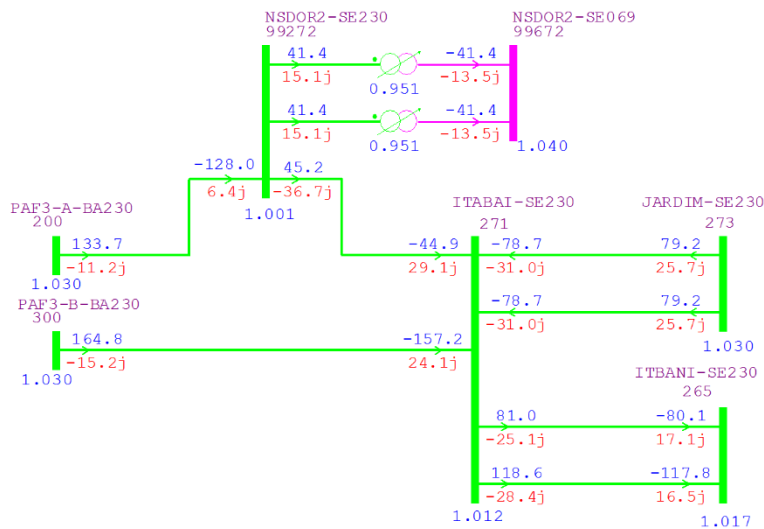 NSDOR2-SE230
99272
NSDOR2-SE069
99672
41.4
15.1j
0.951
-41.4
-13.5j
41.4
15.1j
0.951
-41.4
-13.5j
1.040
-128.0
6.4j
45.2
-36.7j
1.001
PAF3-A-BA230
200
133.7
-11.2j
1.030
ITABAI-SE230
271
JARDIM-SE230
273
-44.9
29.1j
-78.7
-31.0j
79.2
25.7j
PAF3-B-BA230
300
-78.7
-31.0j
79.2
25.7j
1.030
164.8
-15.2j
1.030
-157.2
24.1j
ITBANI-SE230
265
81.0
-25.1j
-80.1
17.1j
118.6
-28.4j
-117.8
16.5j
1.012
1.017